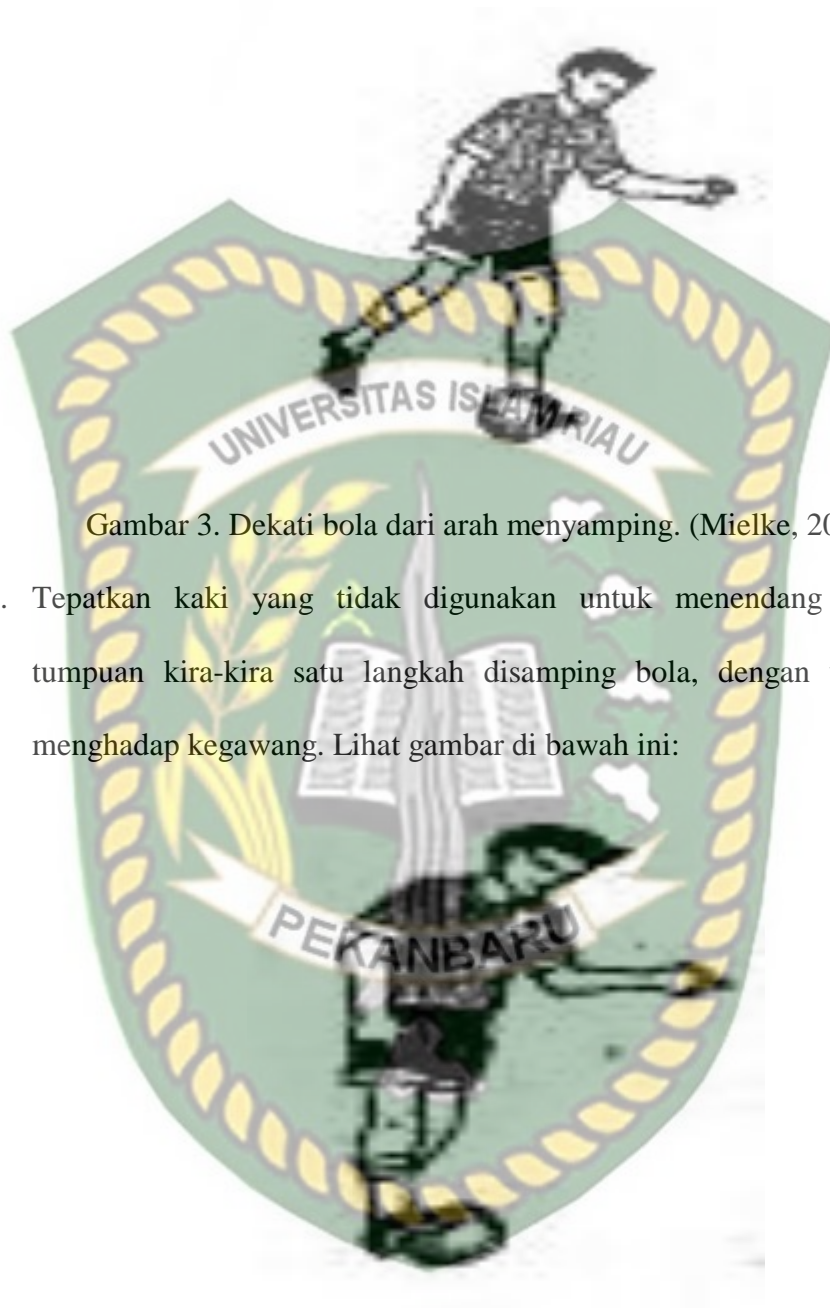 UNIVERSITAS ISLAM RIAU
Gambar 3. Dekati bola dari arah menyamping. (Mielke, 20
. Tepatkan kaki yang tidak digunakan untuk menendang
tumpuan kira-kira satu langkah disamping bola, dengan
menghadap kegawang. Lihat gambar di bawah ini:
PEKANBARU